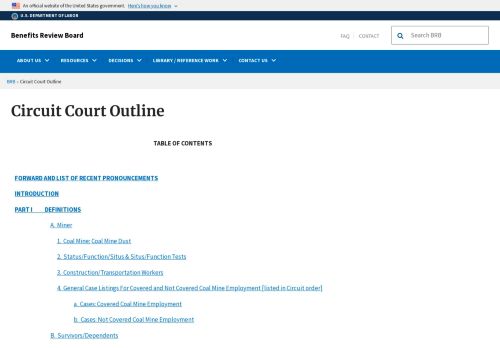 An official website of the United States government. Here's how you know
U.S. DEPARTMENT OF LABOR
Benefits Review Board
FAQ CONTACT Search BRB
ABOUT US RESOURCES DECISIONS LIBRARY / REFERENCE WORK CONTACT US
BRB › Circuit Court Outline
Circuit Court Outline
TABLE OF CONTENTS
FORWARD AND LIST OF RECENT PRONOUNCEMENTS
INTRODUCTION
PART I DEFINITIONS
A. Miner
1. Coal Mine; Coal Mine Dust
2. Status/Function/Situs & Situs/Function Tests
3. Construction/Transportation Workers
4. General Case Listings For Covered and Not Covered Coal Mine Employment [listed in Circuit order]
a. Cases: Covered Coal Mine Employment
b. Cases: Not Covered Coal Mine Employment
B. Survivors/Dependents